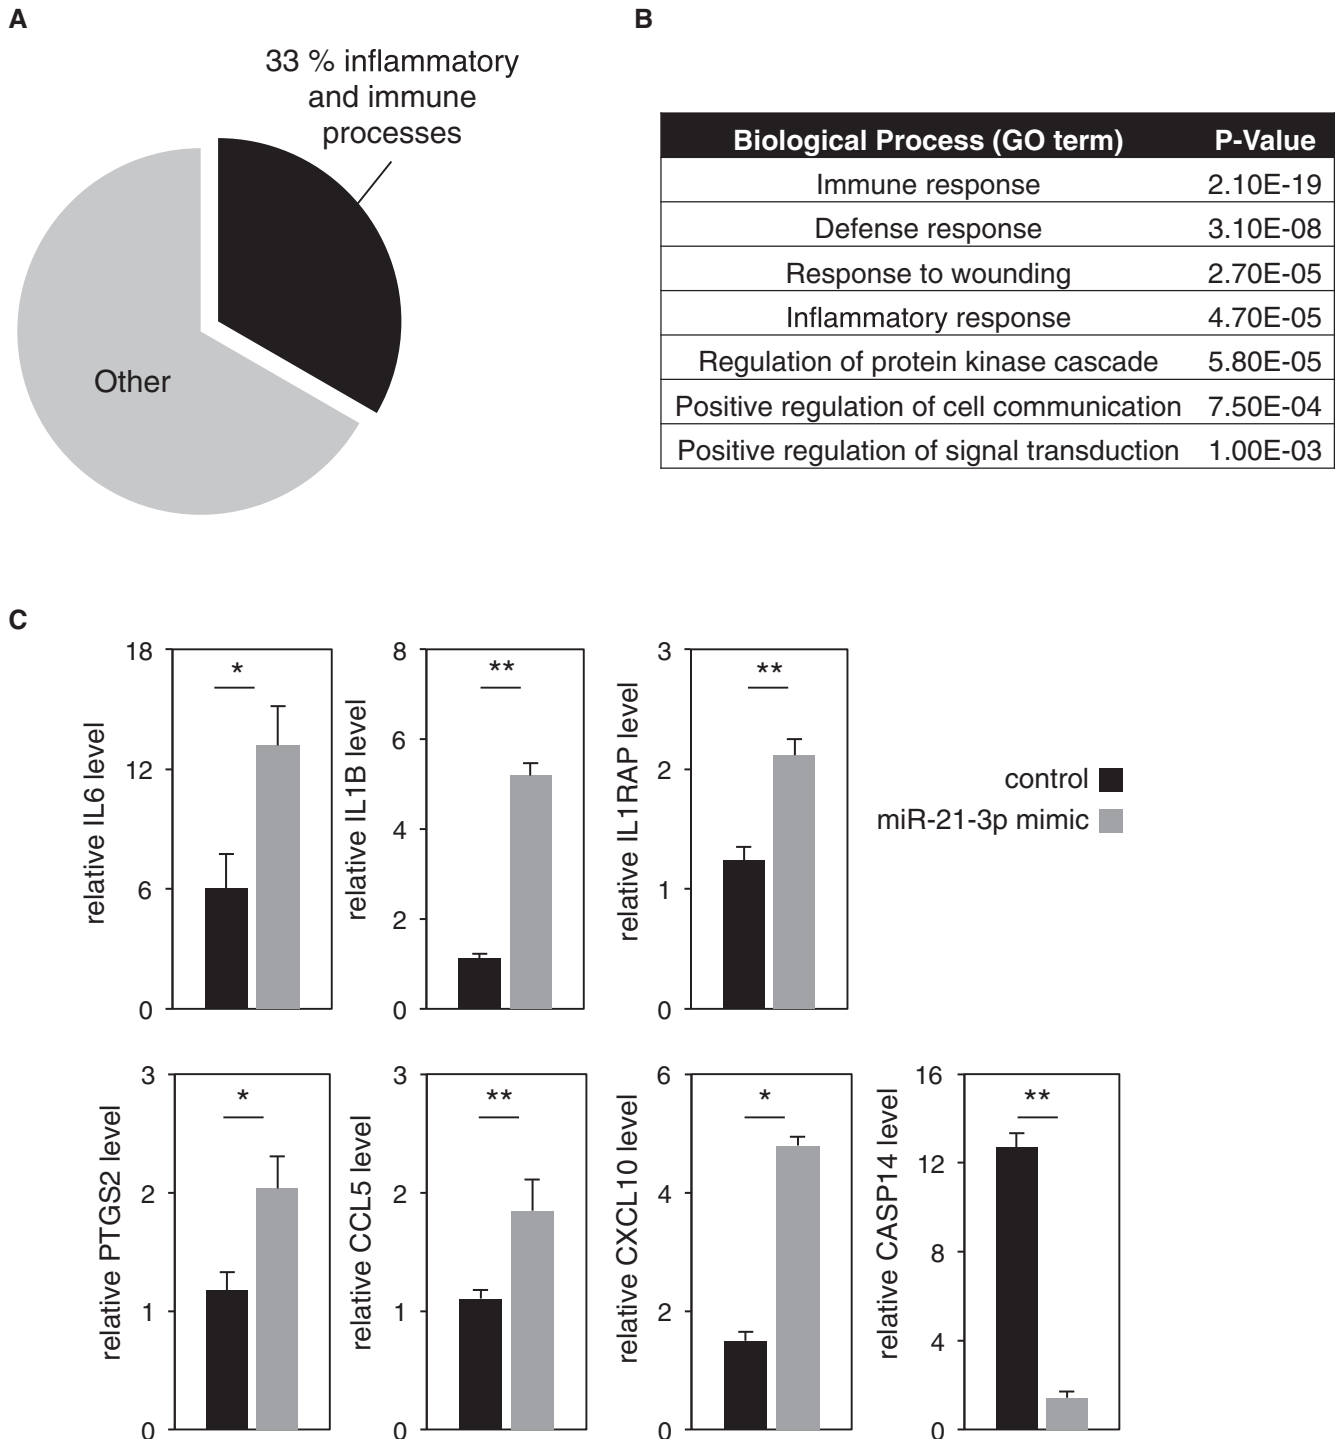 A
33 % inflammatory
and immune
processes
Other
B
Biological Process (GO term) P-Value
Immune response 2.10E-19
Defense response 3.10E-08
Response to wounding 2.70E-05
Inflammatory response 4.70E-05
Regulation of protein kinase cascade 5.80E-05
Positive regulation of cell communication 7.50E-04
Positive regulation of signal transduction 1.00E-03
C
relative IL6 level
18
12
6
0
*
relative IL1B level
8
6
4
2
0
**
relative IL1RAP level
3
2
1
0
**
control
miR-21-3p mimic
relative PTGS2 level
3
2
1
0
*
relative CCL5 level
3
2
1
0
**
relative CXCL10 level
6
4
2
0
*
relative CASP14 level
16
12
8
4
0
**